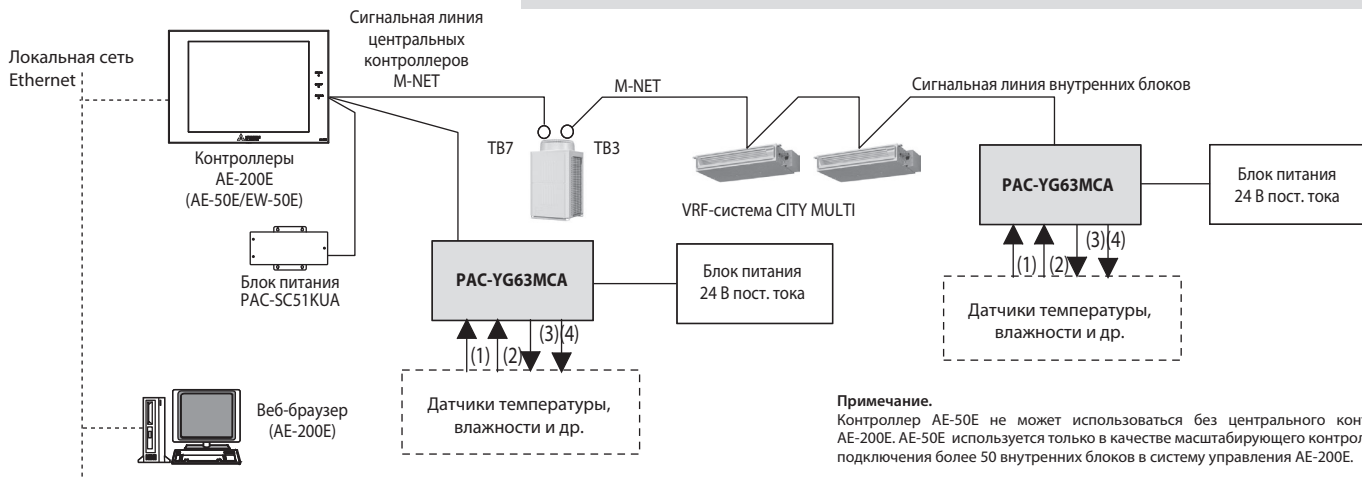 Сигнальная линия
центральных
контроллеров
M-NET
Локальная сеть
Ethernet
M-NET
Сигнальная линия внутренних блоков
TB7
TB3
Контроллеры
AE-200E
(AE-50E/EW-50E)
VRF-система CITY MULTI
PAC-YG63MCA
Блок питания
24 В пост. тока
(1)
(2)
(3)
(4)
Датчики температуры,
влажности и др.
Блок питания
PAC-SC51KUA
PAC-YG63MCA
Блок питания
24 В пост. тока
(1)
(2)
(3)
(4)
Датчики температуры,
влажности и др.
Веб-браузер
(AE-200E)
Примечание.
Контроллер AE-50E не может использоваться без центрального конт
AE-200E. AE-50E используется только в качестве масштабирующего контрол
подключения более 50 внутренних блоков в систему управления AE-200E.